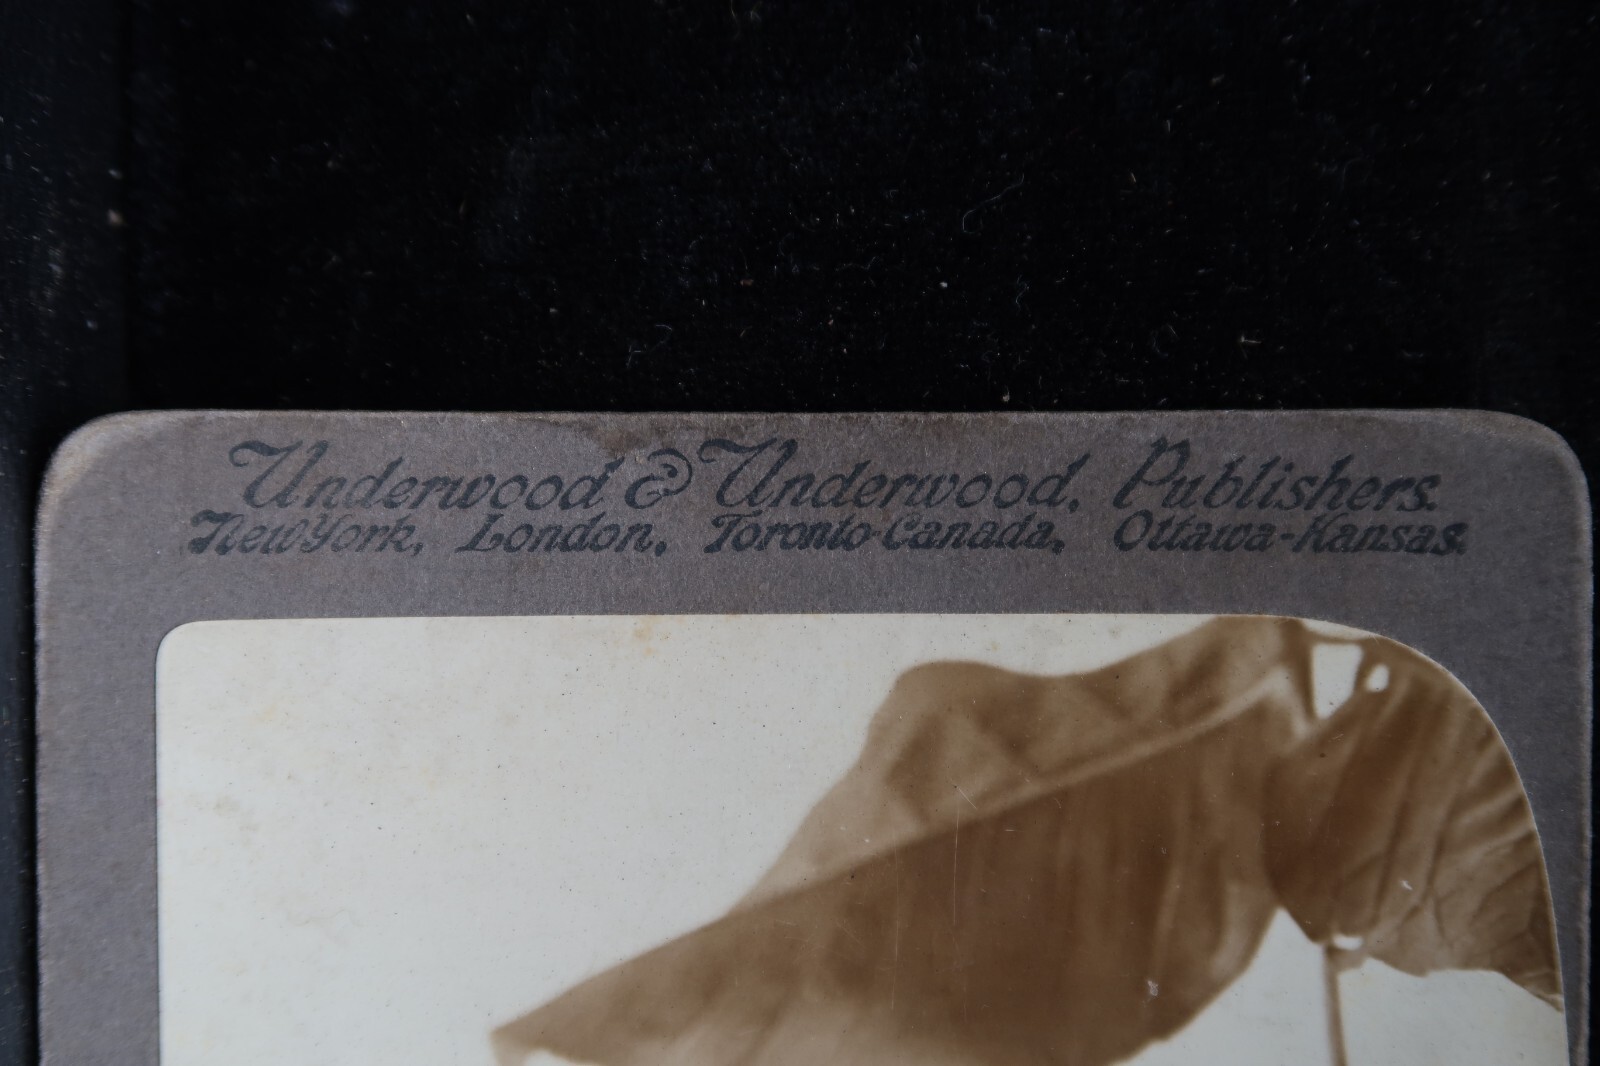 Underwood & Underwood, Publishers.
New York, London, Toronto-Canada, Ottawa-Kansas.